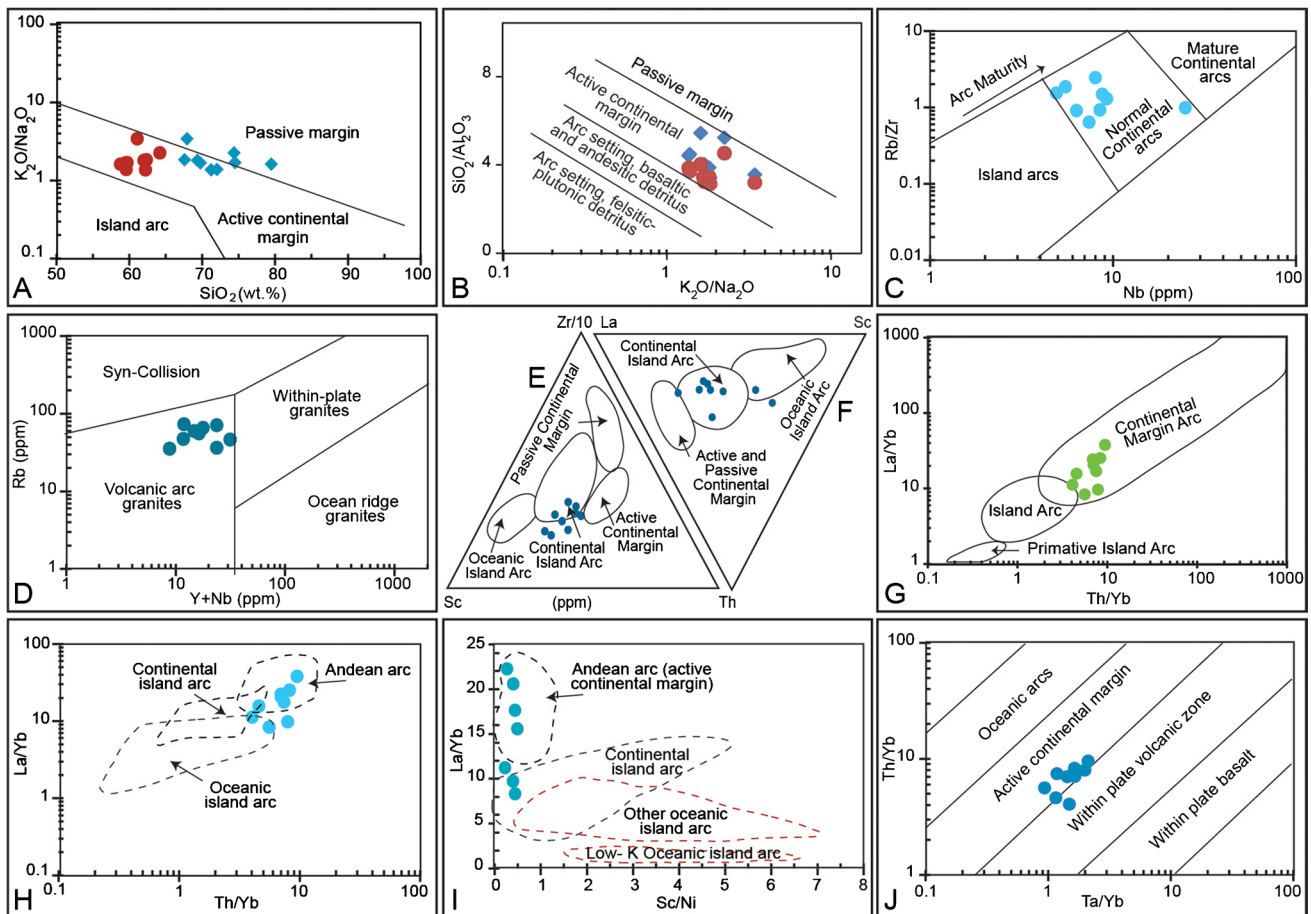 100
10
1
0.1
K2O/Na2O
Passive margin
Island arc
Active continental
margin
50
60
70
80
90
100
SiO2(wt.%)
A
8
4
0
SiO2/Al2O3
Passive margin
Active continental
margin
Arc setting, basaltic
and andesitic detritus
Arc setting, felsitic-
plutonic detritus
0.1
1
10
K2O/Na2O
B
10
1
0.1
0.01
Rb/Zr
Arc Maturity
Mature
Continental
arcs
Normal
Continental
arcs
Island arcs
1
10
100
Nb (ppm)
C
1000
100
10
1
Rb (ppm)
Syn-Collision
Within-plate
granites
Volcanic arc
granites
Ocean ridge
granites
1
10
100
1000
Y+Nb (ppm)
D
Zr/10
E
Passive Continental
Margin
Oceanic
Island Arc
Continental
Island Arc
Active
Continental
Margin
Sc
(ppm)
La
Sc
Continental
Island Arc
Oceanic
Island Arc
F
Active and
Passive
Continental
Margin
Th
1000
100
10
1
La/Yb
Continental
Margin Arc
Island Arc
Primative Island Arc
0.1
1
10
100
1000
Th/Yb
G
100
10
1
0.1
La/Yb
Continental
island arc
Andean arc
Oceanic
island arc
0.1
1
10
100
Th/Yb
H
25
20
15
10
5
0
La/Yb
Andean arc (active
continental margin)
Continental
island arc
Other oceanic
island arc
Low- K Oceanic island arc
0
1
2
3
4
5
6
7
8
Sc/Ni
I
100
10
1
Th/Yb
Oceanic arcs
Active continental margin
Within plate volcanic zone
Within plate basalt
0.1
1
10
100
Ta/Yb
J